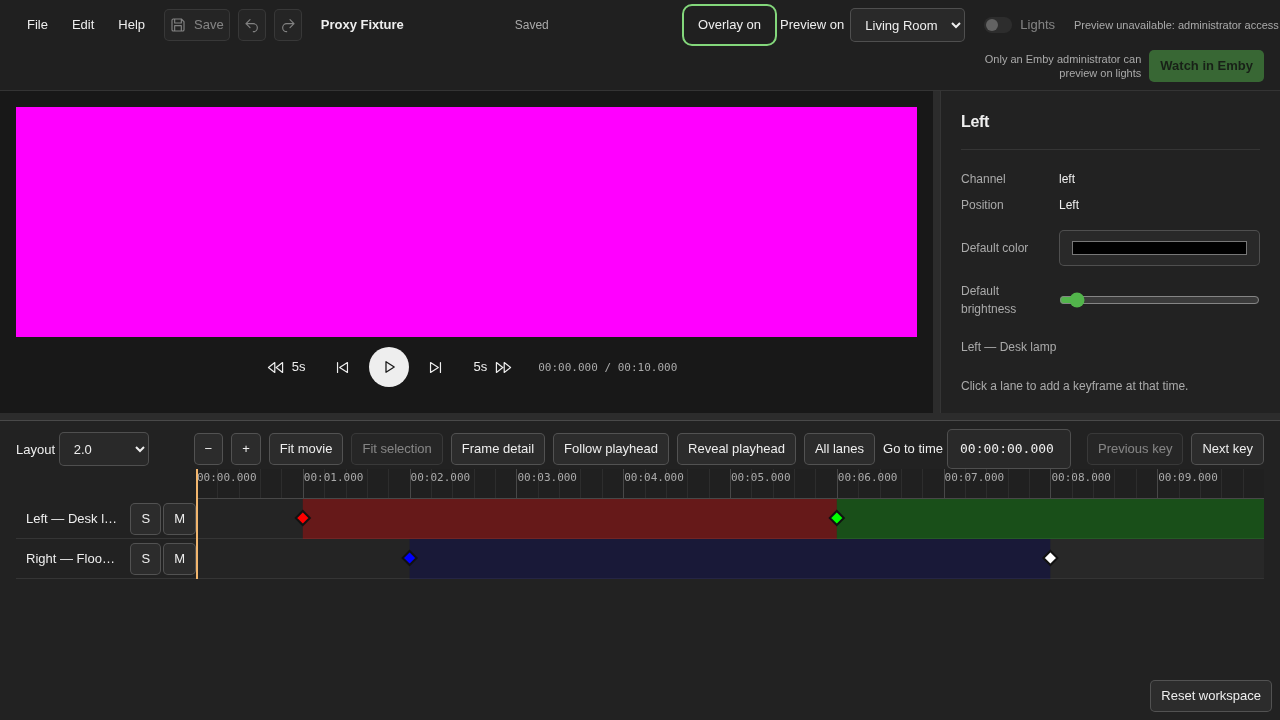 File Edit Help Save Proxy Fixture Saved Overlay on Preview on Living Room Lights Preview unavailable: administrator access
Only an Emby administrator can
preview on lights
Watch in Emby
Left
Channel left
Position Left
Default color
Default
brightness
Left — Desk lamp
Click a lane to add a keyframe at that time.
5s 5s 00:00.000 / 00:10.000
Layout 2.0 − + Fit movie Fit selection Frame detail Follow playhead Reveal playhead All lanes Go to time 00:00:00.000 Previous key Next key
00:00.000 00:01.000 00:02.000 00:03.000 00:04.000 00:05.000 00:06.000 00:07.000 00:08.000 00:09.000
Left — Desk l… S M
Right — Floo… S M
Reset workspace